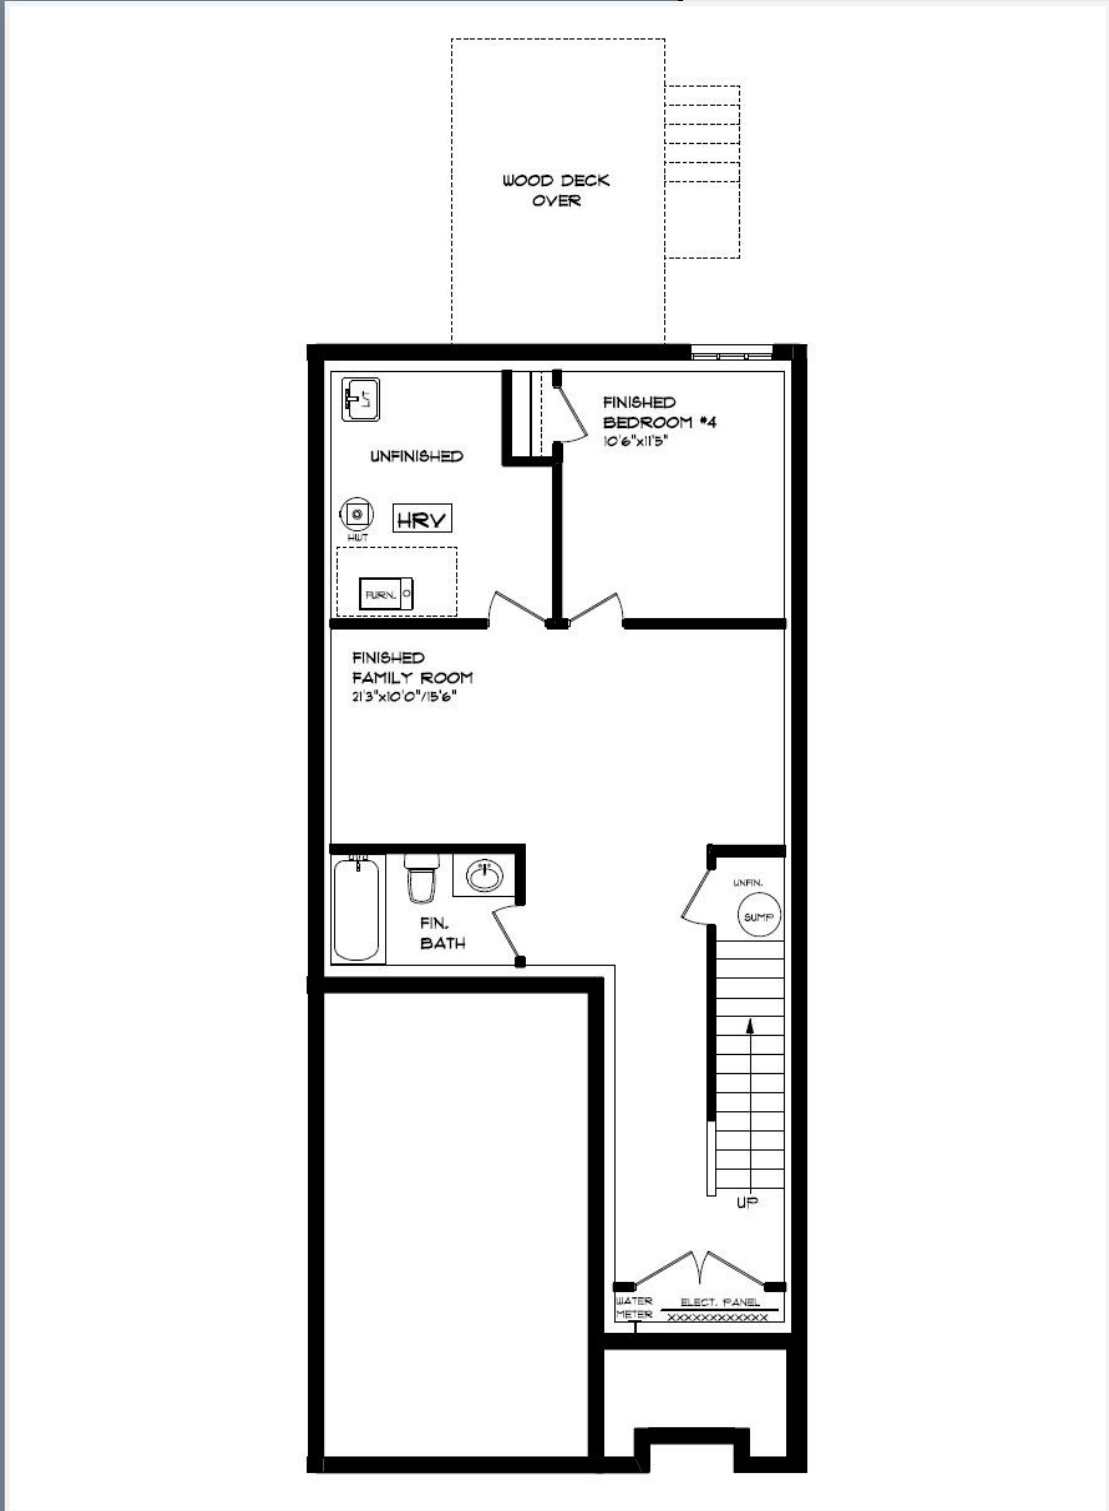 WOOD DECK
OVER
FINISHED
BEDROOM #4
10'6"x11'5"
LT
UNFINISHED
HRV
HWT
FURN.
FINISHED
FAMILY ROOM
21'3"x10'0"/15'6"
UNFIN.
SUMP
FIN.
BATH
UP
WATER
METER
ELECT. PANEL